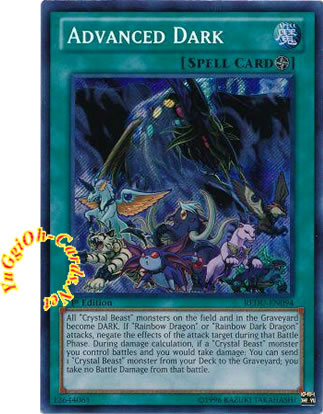 ADVANCED DARK
[SPELL CARD]
YuGgiOh-Cards.Net
1st Edition
All "Crystal Beast" monsters on the field and in the Graveyard
become DARK. If "Rainbow Dragon" or "Rainbow Dark Dragon"
attacks, negate the effects of the attack target during that Battle
Phase. During damage calculation, if a "Crystal Beast" monster
you control battles and you would take damage: You can send
1 "Crystal Beast" monster from your Deck to the Graveyard; you
take no Battle Damage from that battle.
©1996 KAZUKI TAKAHASHI